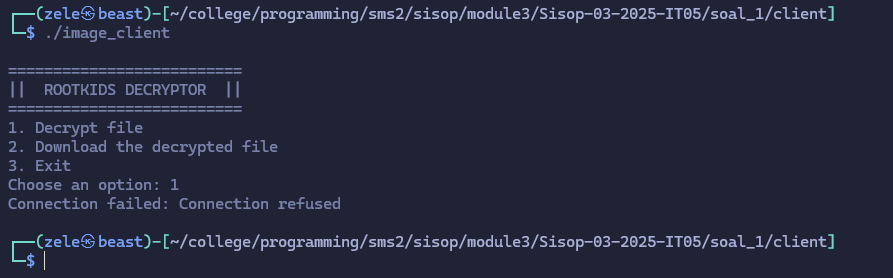 ┌──(zele㉿beast)-[~/college/programming/sms2/sisop/module3/Sisop-03-2025-IT05/soal_1/client]
└─$ ./image_client
==========================
||  ROOTKIDS DECRYPTOR  ||
==========================
1. Decrypt file
2. Download the decrypted file
3. Exit
Choose an option: 1
Connection failed: Connection refused
┌──(zele㉿beast)-[~/college/programming/sms2/sisop/module3/Sisop-03-2025-IT05/soal_1/client]
└─$